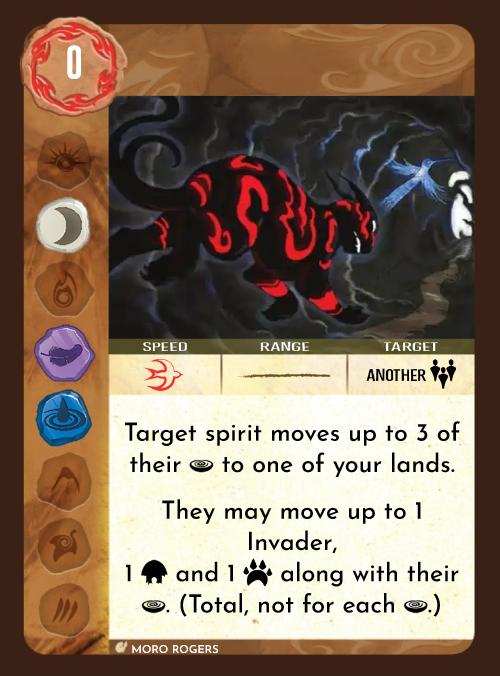 0
SPEED RANGE TARGET
ANOTHER
Target spirit moves up to 3 of
their to one of your lands.
They may move up to 1
Invader,
1 and 1 along with their
. (Total, not for each .)
MORO ROGERS